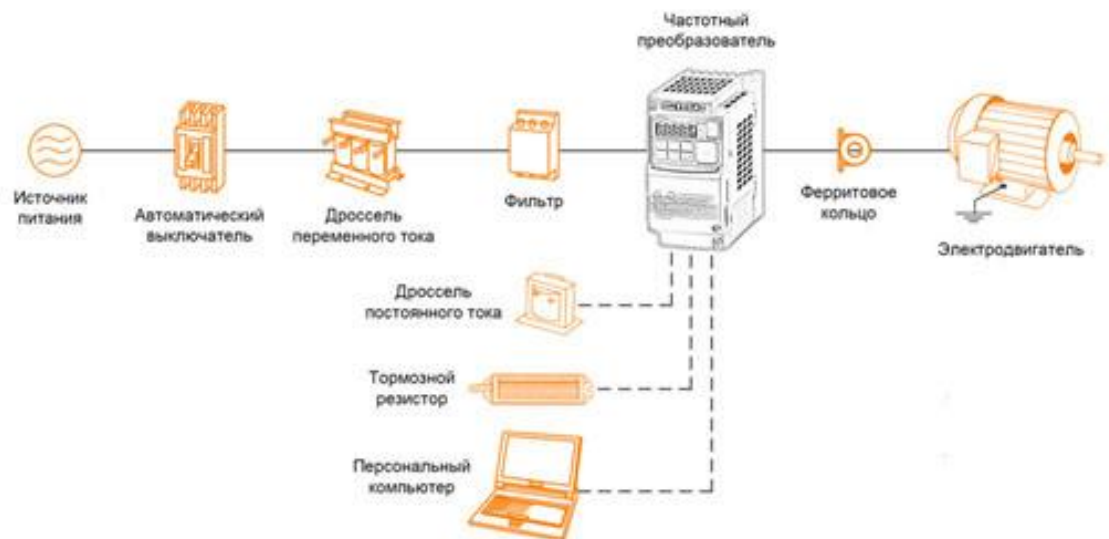 Частотный
преобразователь
Источник
питания
Автоматический
выключатель
Дроссель
переменного тока
Фильтр
Ферритовое
кольцо
Электродвигатель
Дроссель
постоянного тока
Тормозной
резистор
Персональный
компьютер